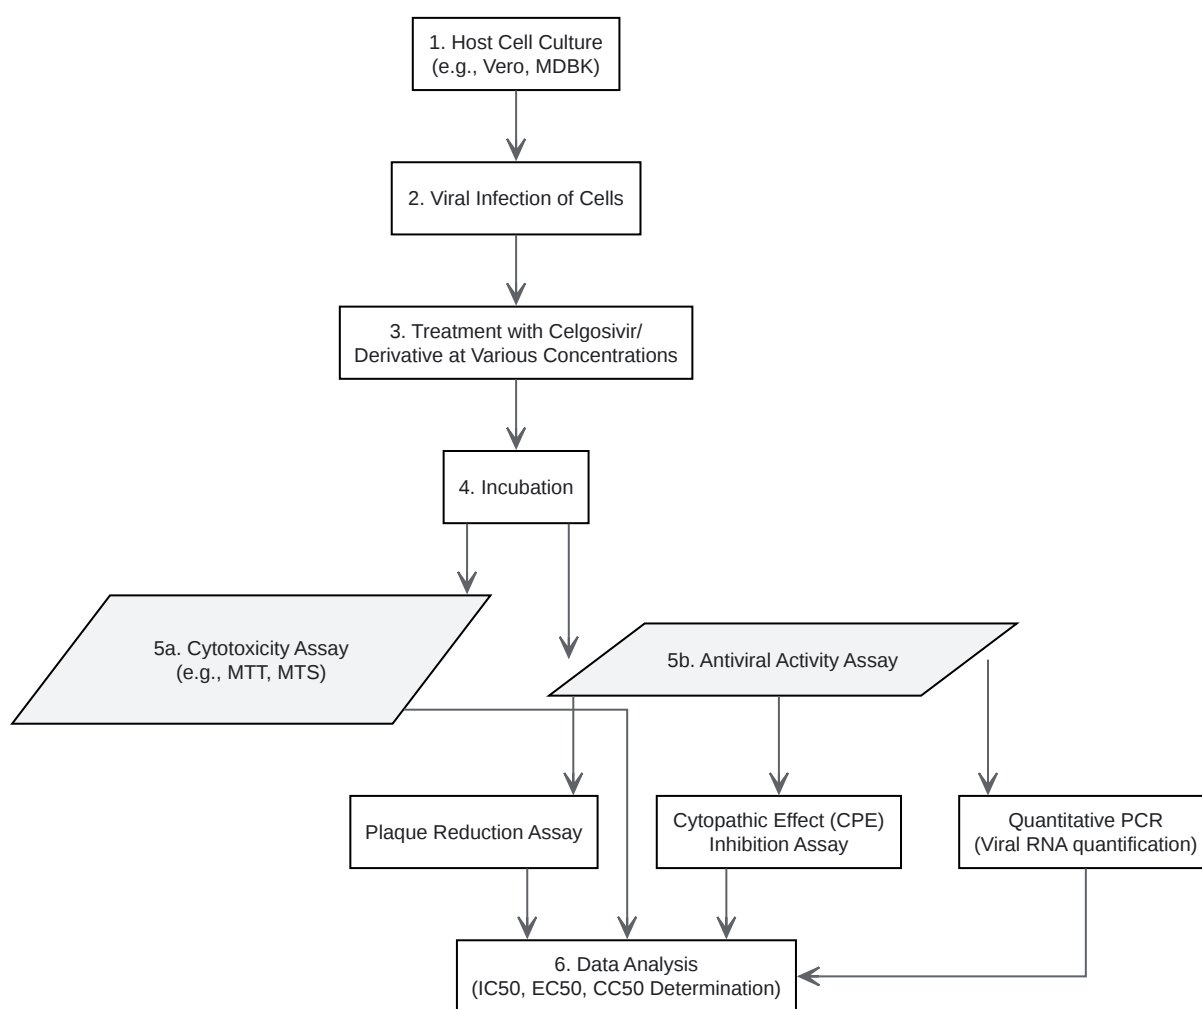 1. Host Cell Culture
(e.g., Vero, MDBK)
2. Viral Infection of Cells
3. Treatment with Celgosivir/
Derivative at Various Concentrations
4. Incubation
5a. Cytotoxicity Assay
(e.g., MTT, MTS)
5b. Antiviral Activity Assay
Plaque Reduction Assay
Cytopathic Effect (CPE)
Inhibition Assay
Quantitative PCR
(Viral RNA quantification)
6. Data Analysis
(IC50, EC50, CC50 Determination)